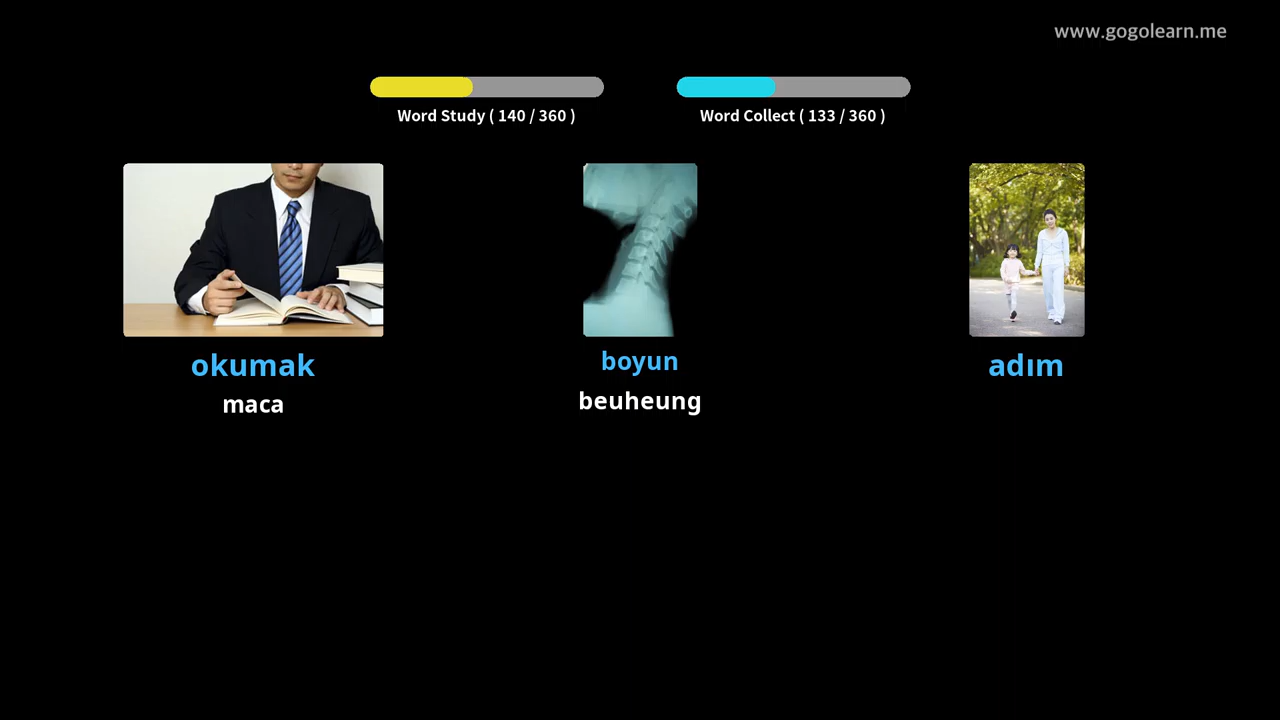 www.gogolearn.me
Word Study ( 140 / 360 )
Word Collect ( 133 / 360 )
okumak
maca
boyun
beuheung
adım